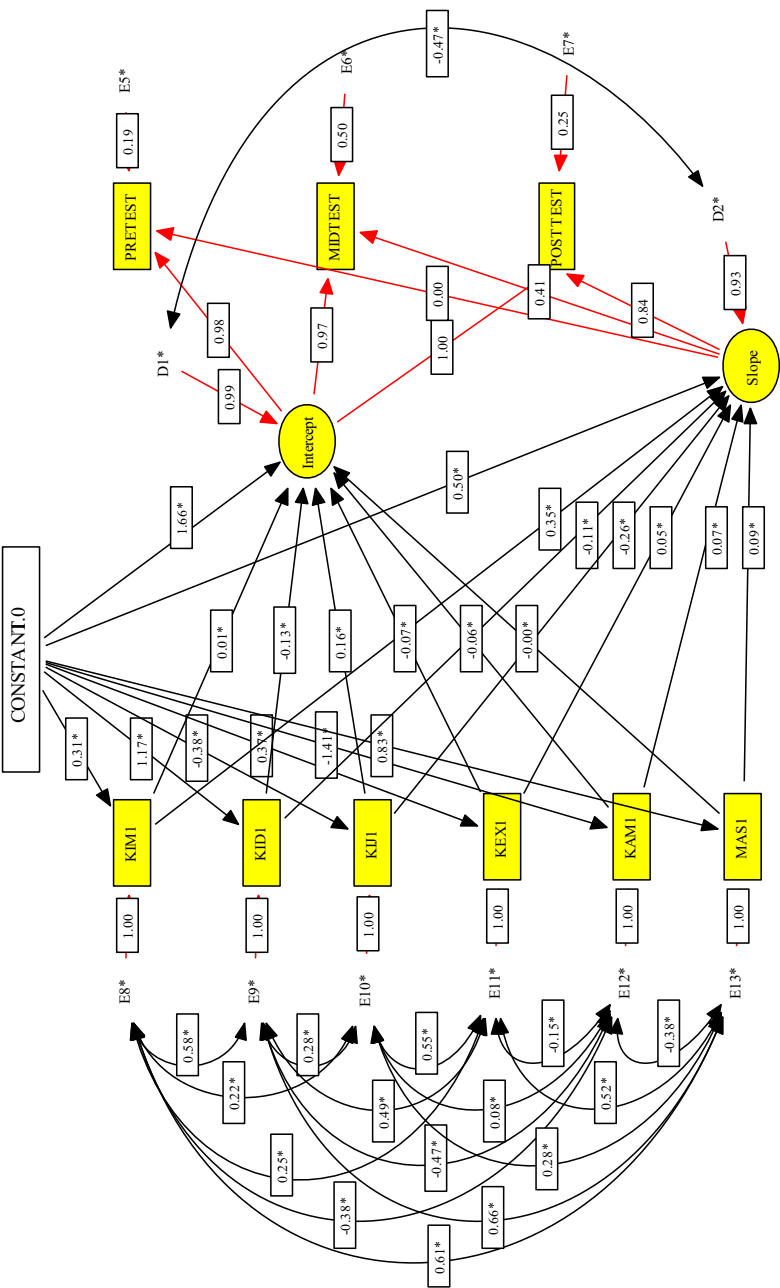 CONSTANT.0
E8*
E9*
E10*
E11*
E12*
E13*
0.58*
0.28*
0.55*
-0.15*
-0.38*
0.22*
0.49*
0.08*
0.52*
0.25*
-0.47*
0.28*
-0.38*
0.66*
0.61*
1.00
1.00
1.00
1.00
1.00
1.00
KIM1
KID1
KIJ1
KEX1
KAM1
MAS1
0.31*
1.17*
-0.38*
0.37*
-1.41*
0.83*
0.01*
-0.13*
0.16*
-0.07*
-0.06*
-0.00*
1.66*
0.50*
0.35*
-0.11*
-0.26*
0.05*
0.07*
0.09*
Intercept
Slope
D1*
0.99
D2*
0.93
0.98
0.97
1.00
0.00
0.41
0.84
PRETEST
MIDTEST
POSTTEST
0.19
0.50
0.25
E5*
E6*
E7*
-0.47*